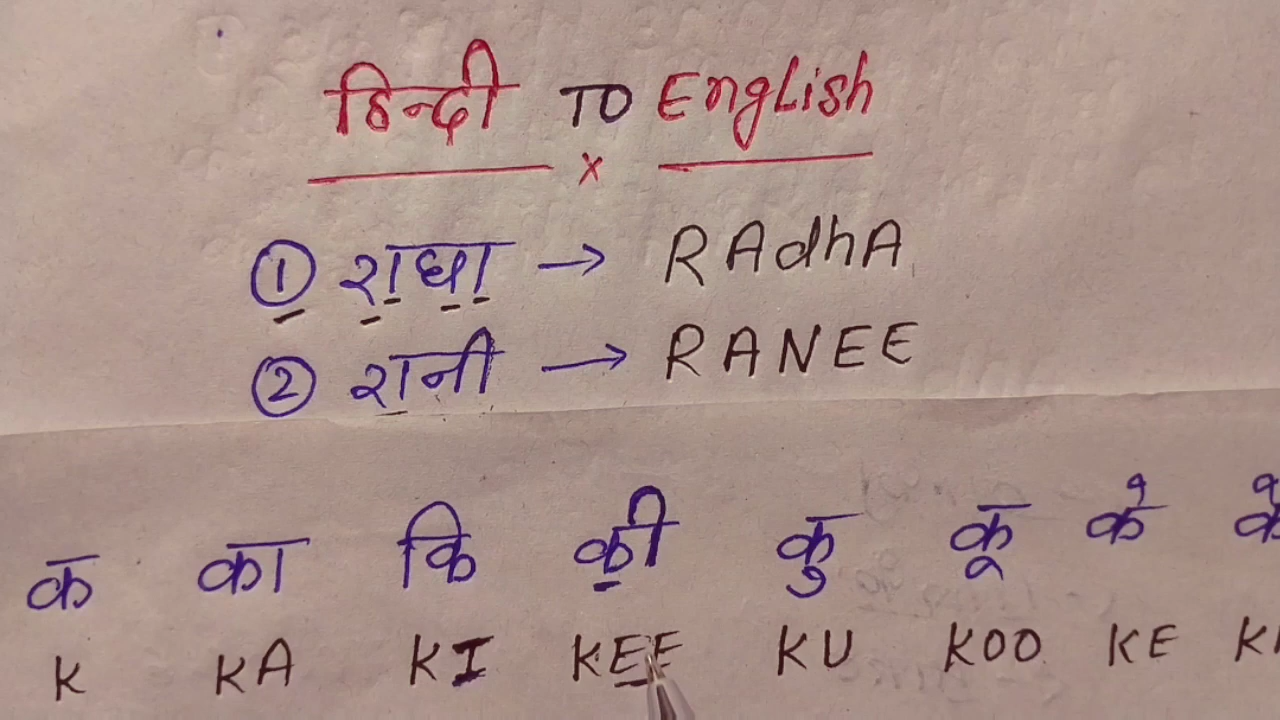 हिन्दी TO English
x
① राधा → RAdhA
② रानी → RANEE
क का कि की कु कू के
K KA KI KEE KU KOO KE